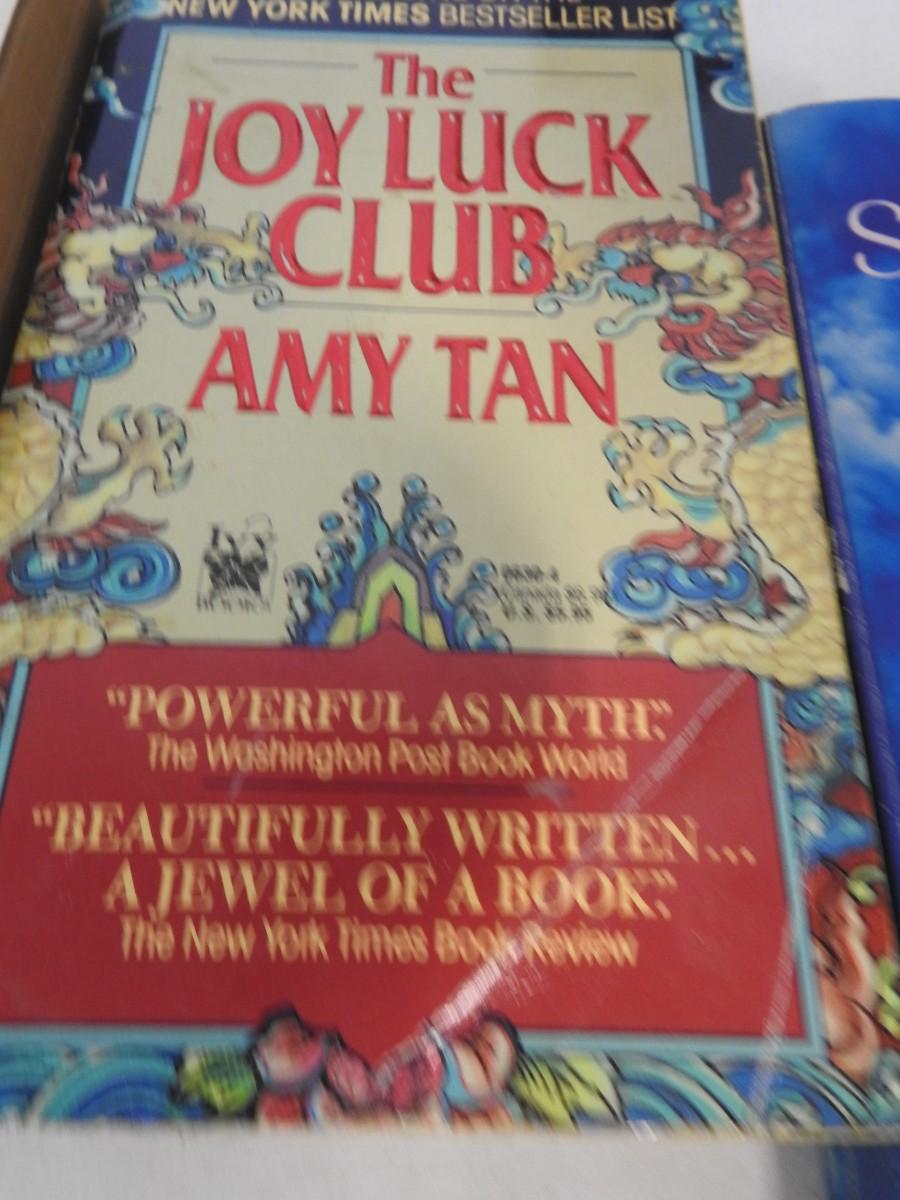 NEW YORK TIMES BESTSELLER LIST
The
JOY LUCK
CLUB
AMY TAN
"POWERFUL AS MYTH."
The Washington Post Book World
"BEAUTIFULLY WRITTEN...
A JEWEL OF A BOOK."
The New York Times Book Review
S